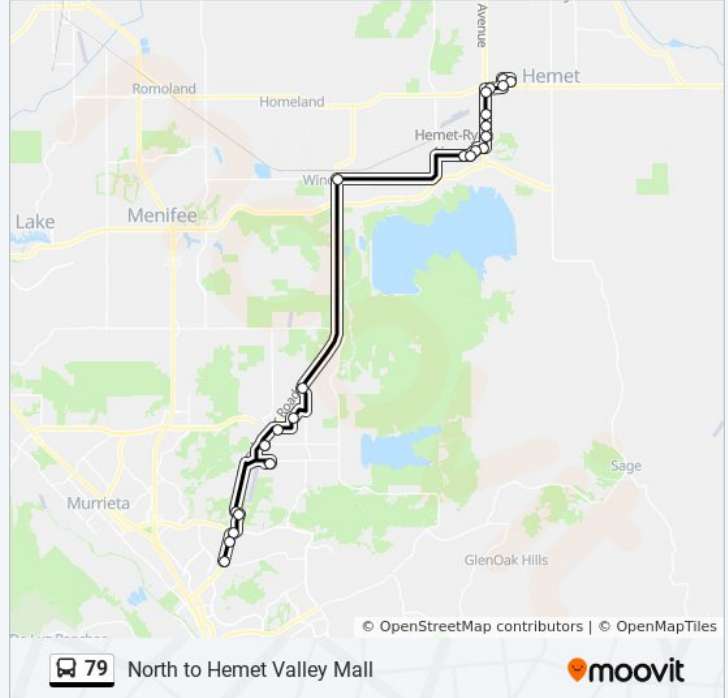 Avenue
Hemet
Romoland
Homeland
Hemet-Ry
Winc
Lake
Menifee
Road
Sage
Murrieta
GlenOak Hills
© OpenStreetMap contributors | © OpenMapTiles
79 North to Hemet Valley Mall
moovit